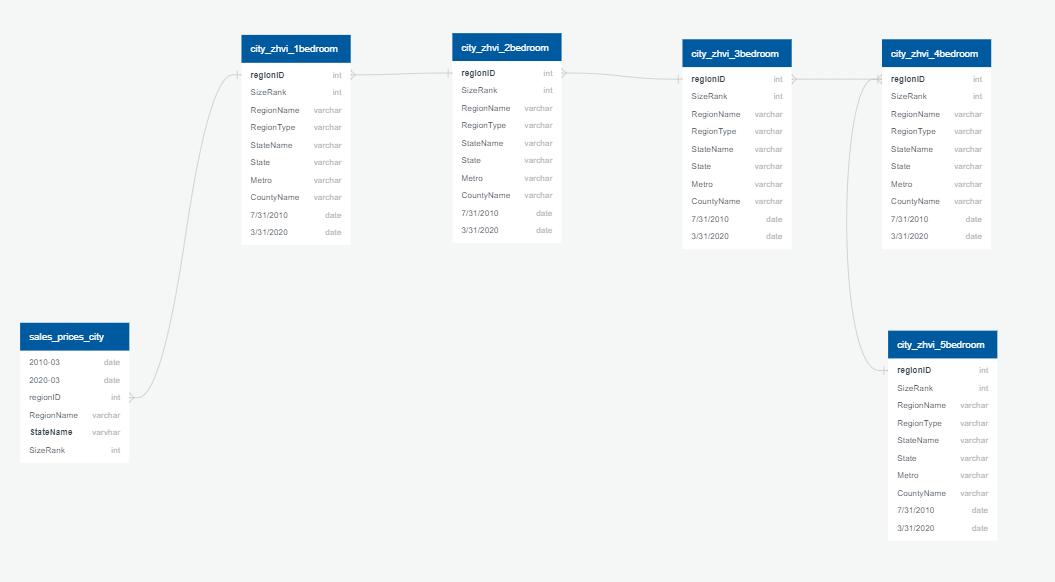 city_zhvi_1bedroom
regionID int
SizeRank int
RegionName varchar
RegionType varchar
StateName varchar
State varchar
Metro varchar
CountyName varchar
7/31/2010 date
3/31/2020 date
city_zhvi_2bedroom
regionID int
SizeRank int
RegionName varchar
RegionType varchar
StateName varchar
State varchar
Metro varchar
CountyName varchar
7/31/2010 date
3/31/2020 date
city_zhvi_3bedroom
regionID int
SizeRank int
RegionName varchar
RegionType varchar
StateName varchar
State varchar
Metro varchar
CountyName varchar
7/31/2010 date
3/31/2020 date
city_zhvi_4bedroom
regionID int
SizeRank int
RegionName varchar
RegionType varchar
StateName varchar
State varchar
Metro varchar
CountyName varchar
7/31/2010 date
3/31/2020 date
sales_prices_city
2010-03 date
2020-03 date
regionID int
RegionName varchar
StateName varvhar
SizeRank int
city_zhvi_5bedroom
regionID int
SizeRank int
RegionName varchar
RegionType varchar
StateName varchar
State varchar
Metro varchar
CountyName varchar
7/31/2010 date
3/31/2020 date